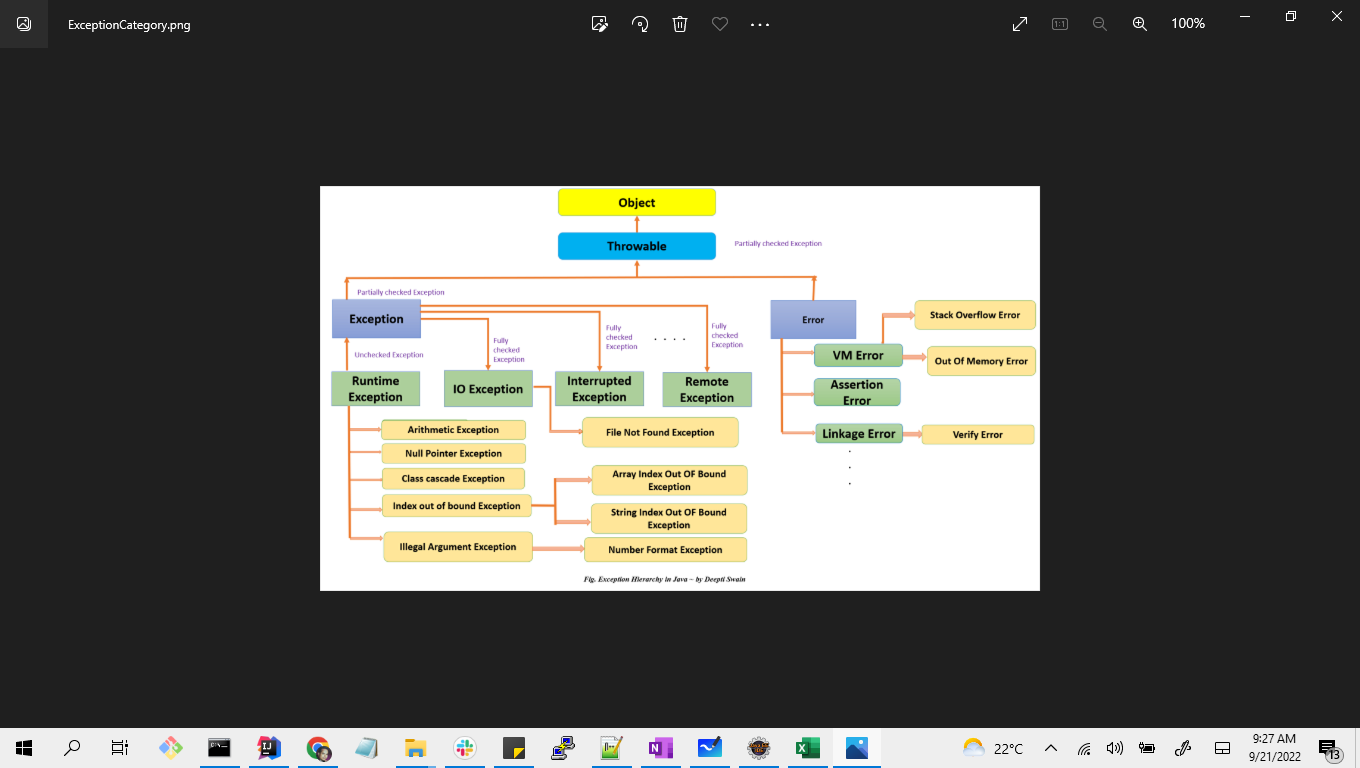 ExceptionCategory.png
100%
Object
Throwable
Partially checked Exception
Partially checked Exception
Exception
Error
Stack Overflow Error
Fully
checked
Exception
Fully
checked
Exception
. . . .
Fully
checked
Exception
Unchecked Exception
VM Error
Out Of Memory Error
Runtime
Exception
IO Exception
Interrupted
Exception
Remote
Exception
Assertion
Error
Arithmetic Exception
File Not Found Exception
Linkage Error
Verify Error
Null Pointer Exception
Class cascade Exception
Array Index Out OF Bound
Exception
Index out of bound Exception
String Index Out OF Bound
Exception
Illegal Argument Exception
Number Format Exception
Fig. Exception Hierarchy in Java – by Deepti Swain
22°C
9:27 AM
9/21/2022
13